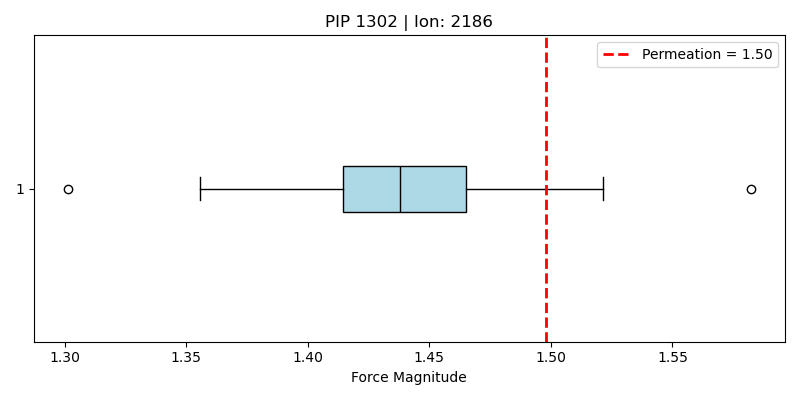 PIP 1302 | Ion: 2186
Permeation = 1.50
1
1.30 1.35 1.40 1.45 1.50 1.55
Force Magnitude